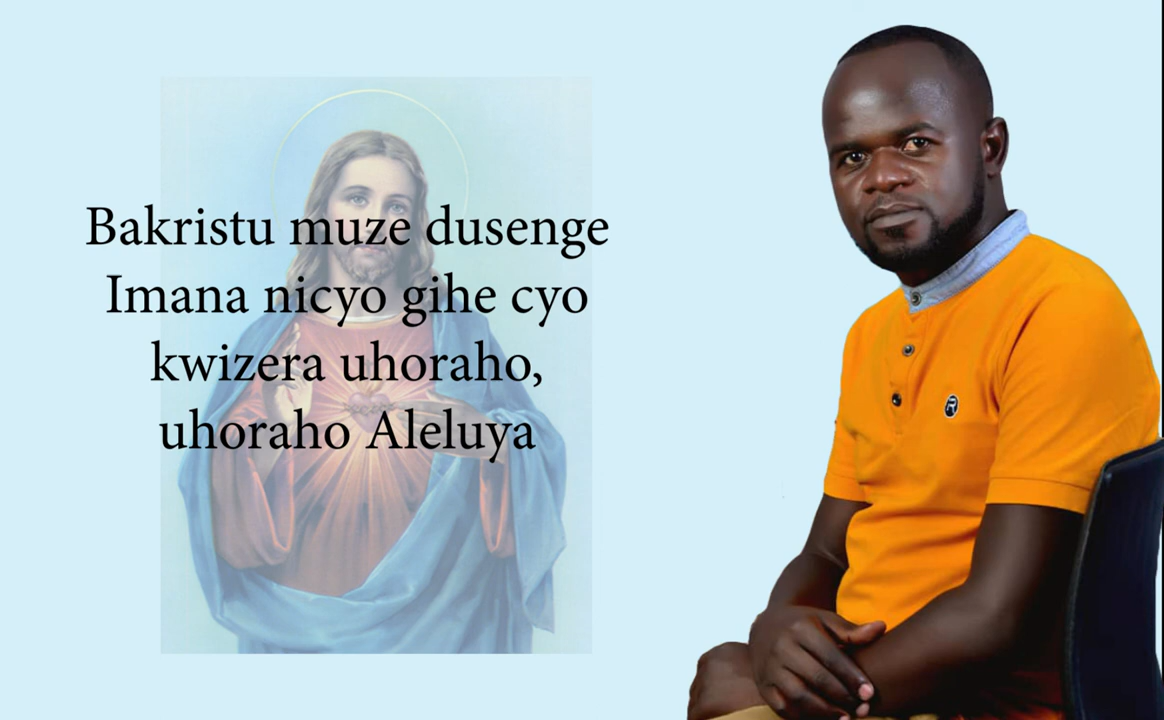 Bakristu muze dusenge
Imana nicyo gihe cyo
kwizera uhoraho,
uhoraho Aleluya